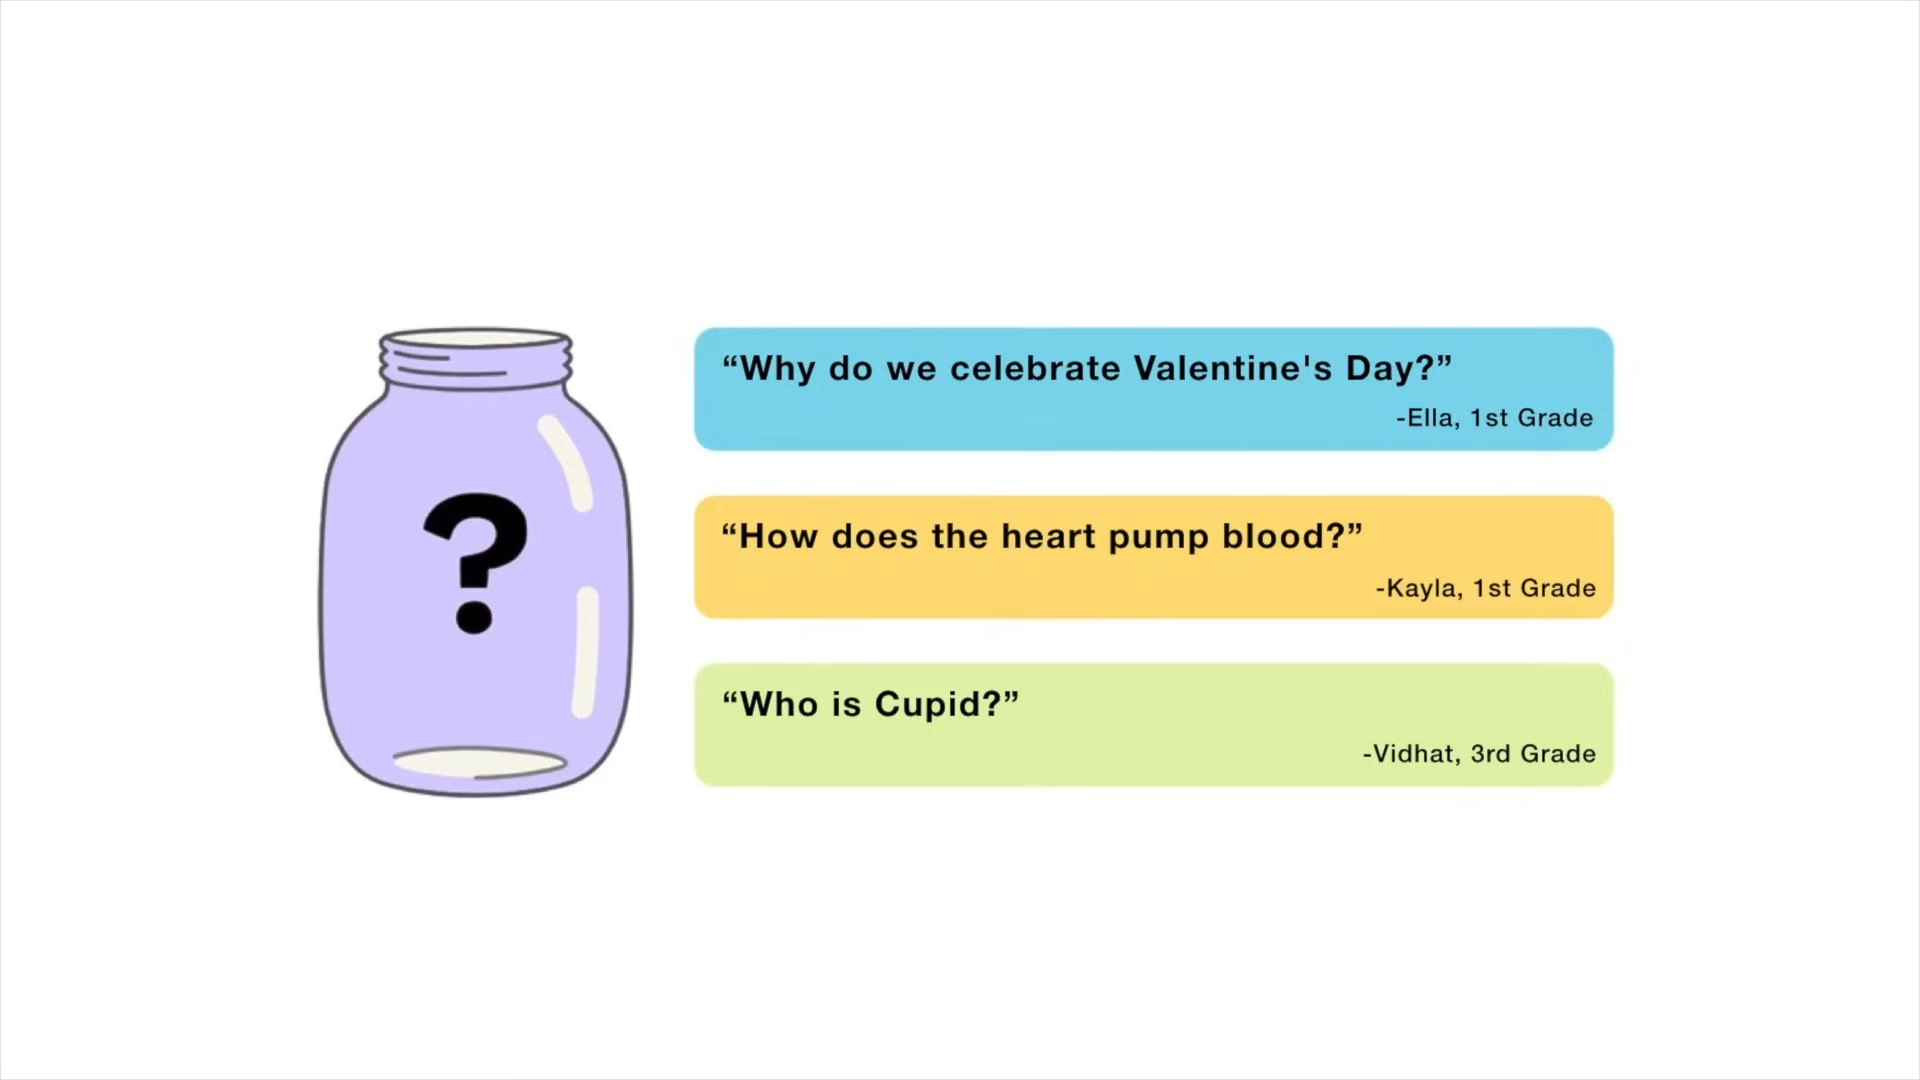 ?
“Why do we celebrate Valentine's Day?”
-Ella, 1st Grade
“How does the heart pump blood?”
-Kayla, 1st Grade
“Who is Cupid?”
-Vidhat, 3rd Grade